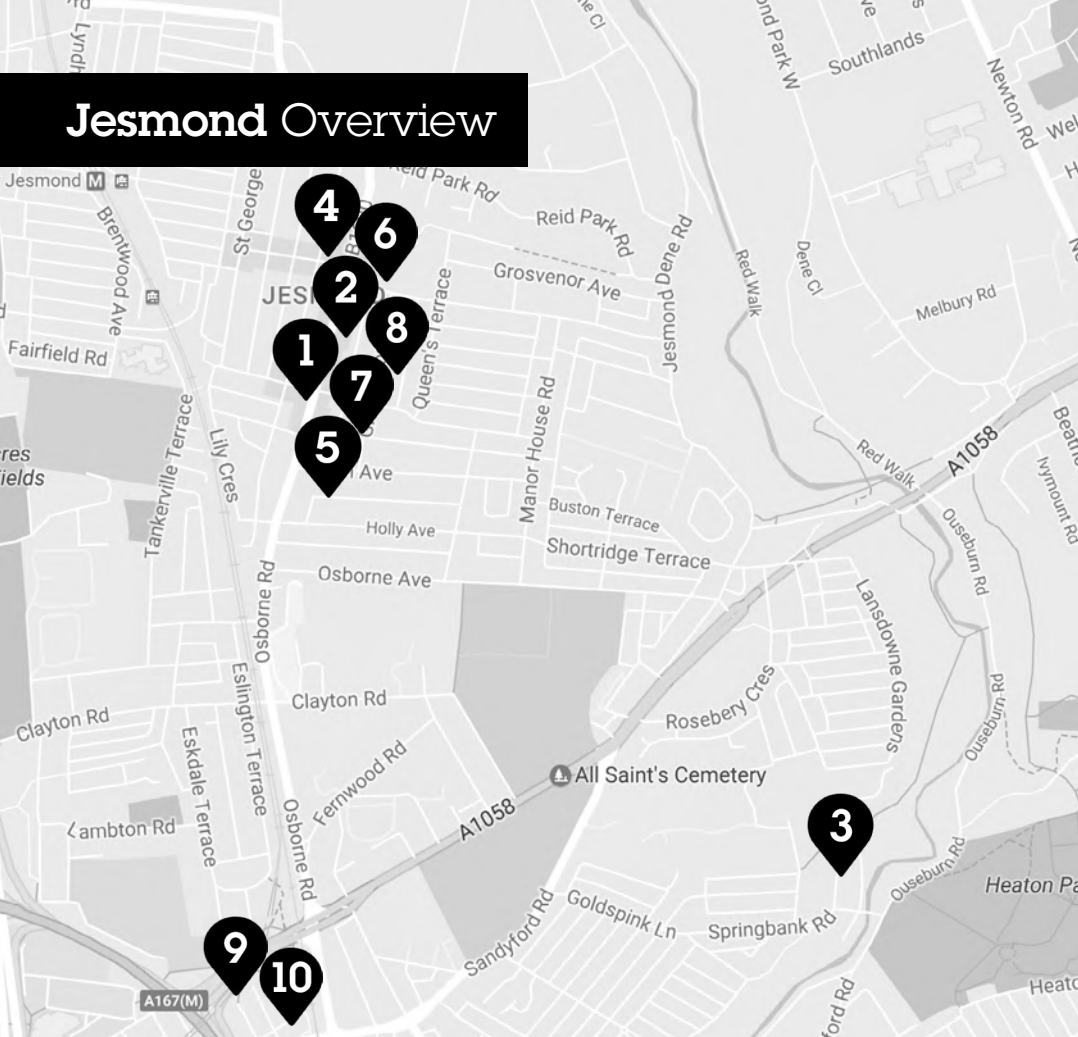 Jesmond Overview
ne Cl
Southlands
Newton Rd
Reid Park Rd
Jesmond M
Brentwood Ave
St George
4
6
Reid Park Rd
Jesmond Dene Rd
Red Walk
Dene Cl
Grosvenor Ave
Queen's Terrace
2
8
Melbury Rd
1
7
Fairfield Rd
Tankerville Terrace
Lily Cres
5
Ave
Manor House Rd
Red Walk
A1058
Ivymount Rd
Holly Ave
Buston Terrace
Shortridge Terrace
Ouseburn Rd
Osborne Ave
Osborne Rd
Lansdowne Gardens
Eslington Terrace
Clayton Rd
Clayton Rd
Rosebery Cres
Ouseburn Rd
Eskdale Terrace
Fernwood Rd
All Saint's Cemetery
Lambton Rd
A1058
Osborne Rd
3
Ouseburn Rd
Heaton Pa
Goldspink Ln
Springbank Rd
Sandyford Rd
9
10
A167(M)
ford Rd
Heato